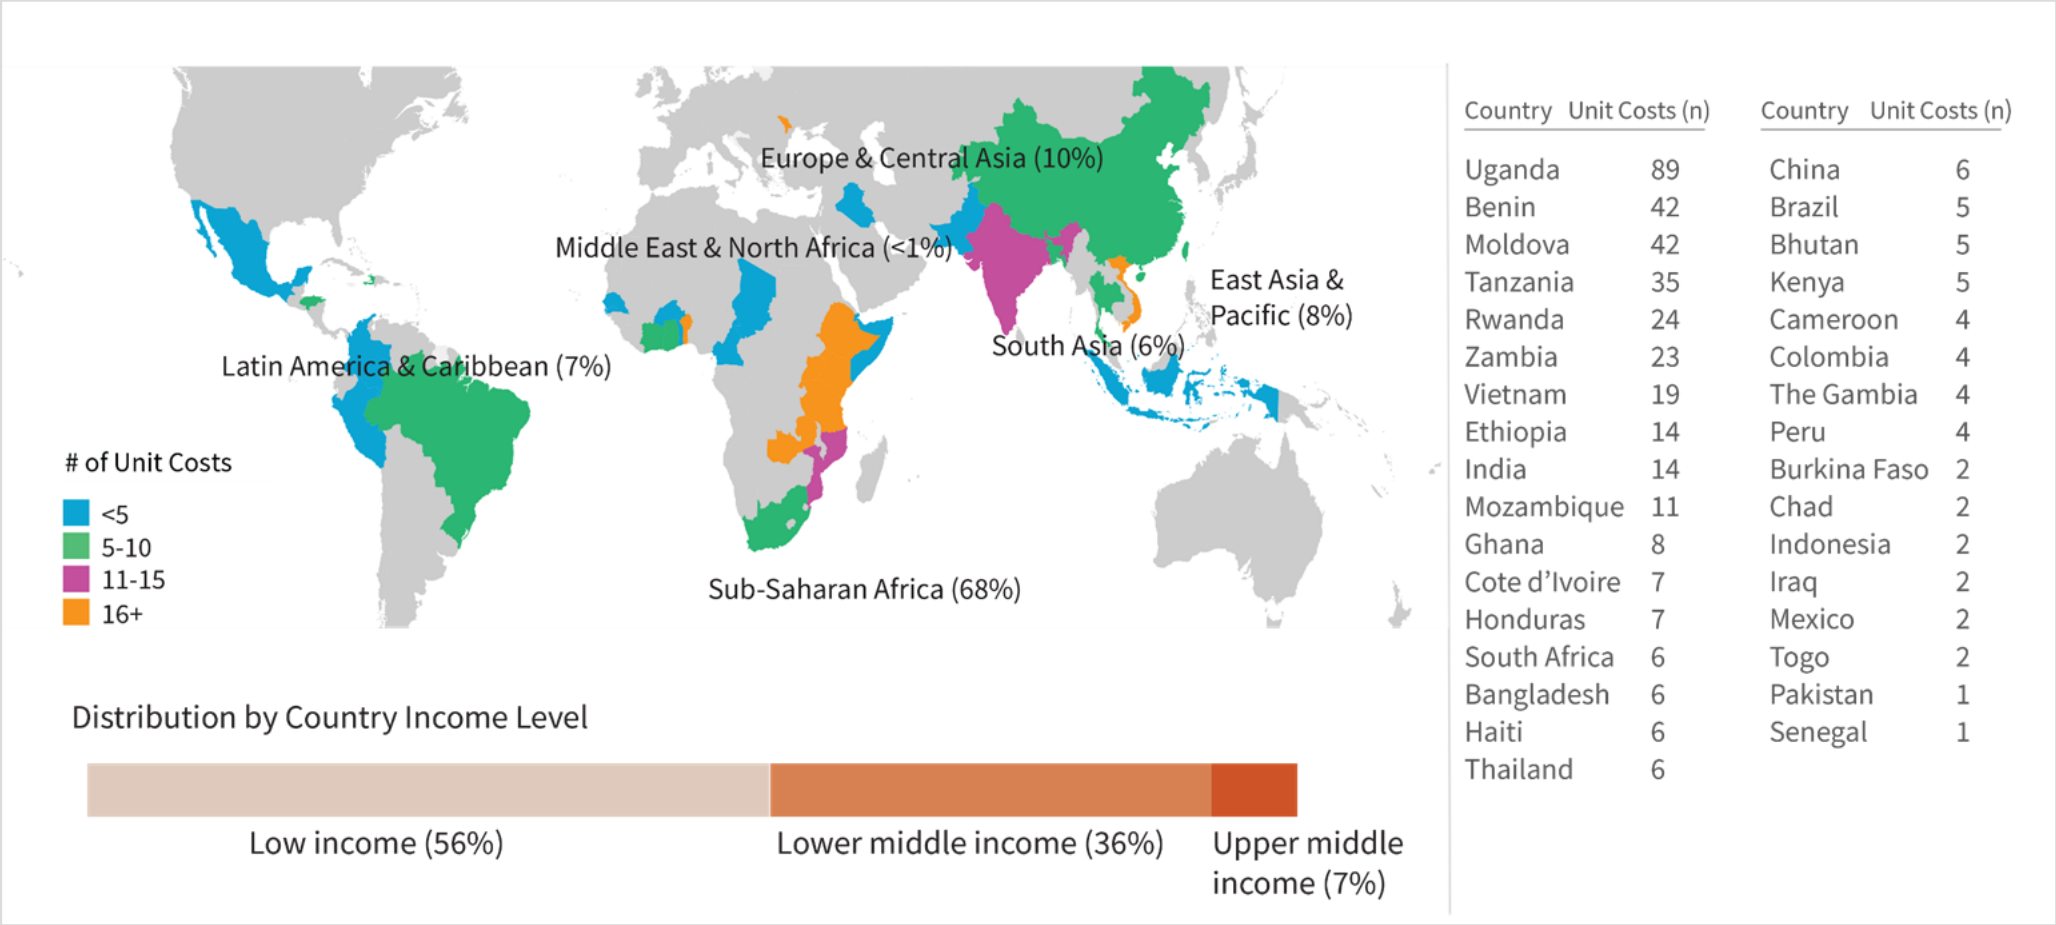 Europe & Central Asia (10%)
Middle East & North Africa (<1%)
East Asia &
Pacific (8%)
South Asia (6%)
Latin America & Caribbean (7%)
Sub-Saharan Africa (68%)
# of Unit Costs
<5
5-10
11-15
16+
Distribution by Country Income Level
Low income (56%)
Lower middle income (36%)
Upper middle
income (7%)
Country Unit Costs (n)
Uganda 89
Benin 42
Moldova 42
Tanzania 35
Rwanda 24
Zambia 23
Vietnam 19
Ethiopia 14
India 14
Mozambique 11
Ghana 8
Cote d’Ivoire 7
Honduras 7
South Africa 6
Bangladesh 6
Haiti 6
Thailand 6
Country Unit Costs (n)
China 6
Brazil 5
Bhutan 5
Kenya 5
Cameroon 4
Colombia 4
The Gambia 4
Peru 4
Burkina Faso 2
Chad 2
Indonesia 2
Iraq 2
Mexico 2
Togo 2
Pakistan 1
Senegal 1